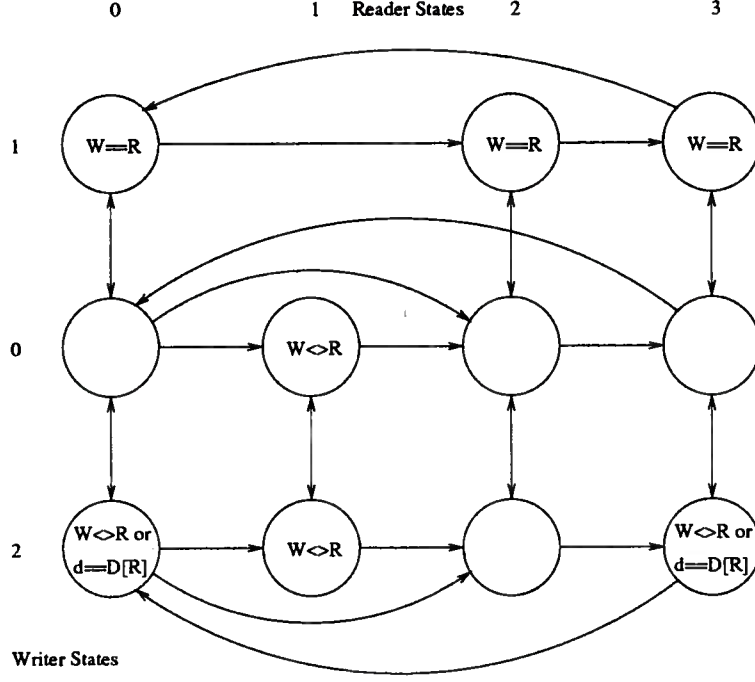 0 1 Reader States 2 3
1 W==R W==R W==R
0 W<>R
W<>R or W<>R or
2 W<>R
d==D[R] d==D[R]
Writer States